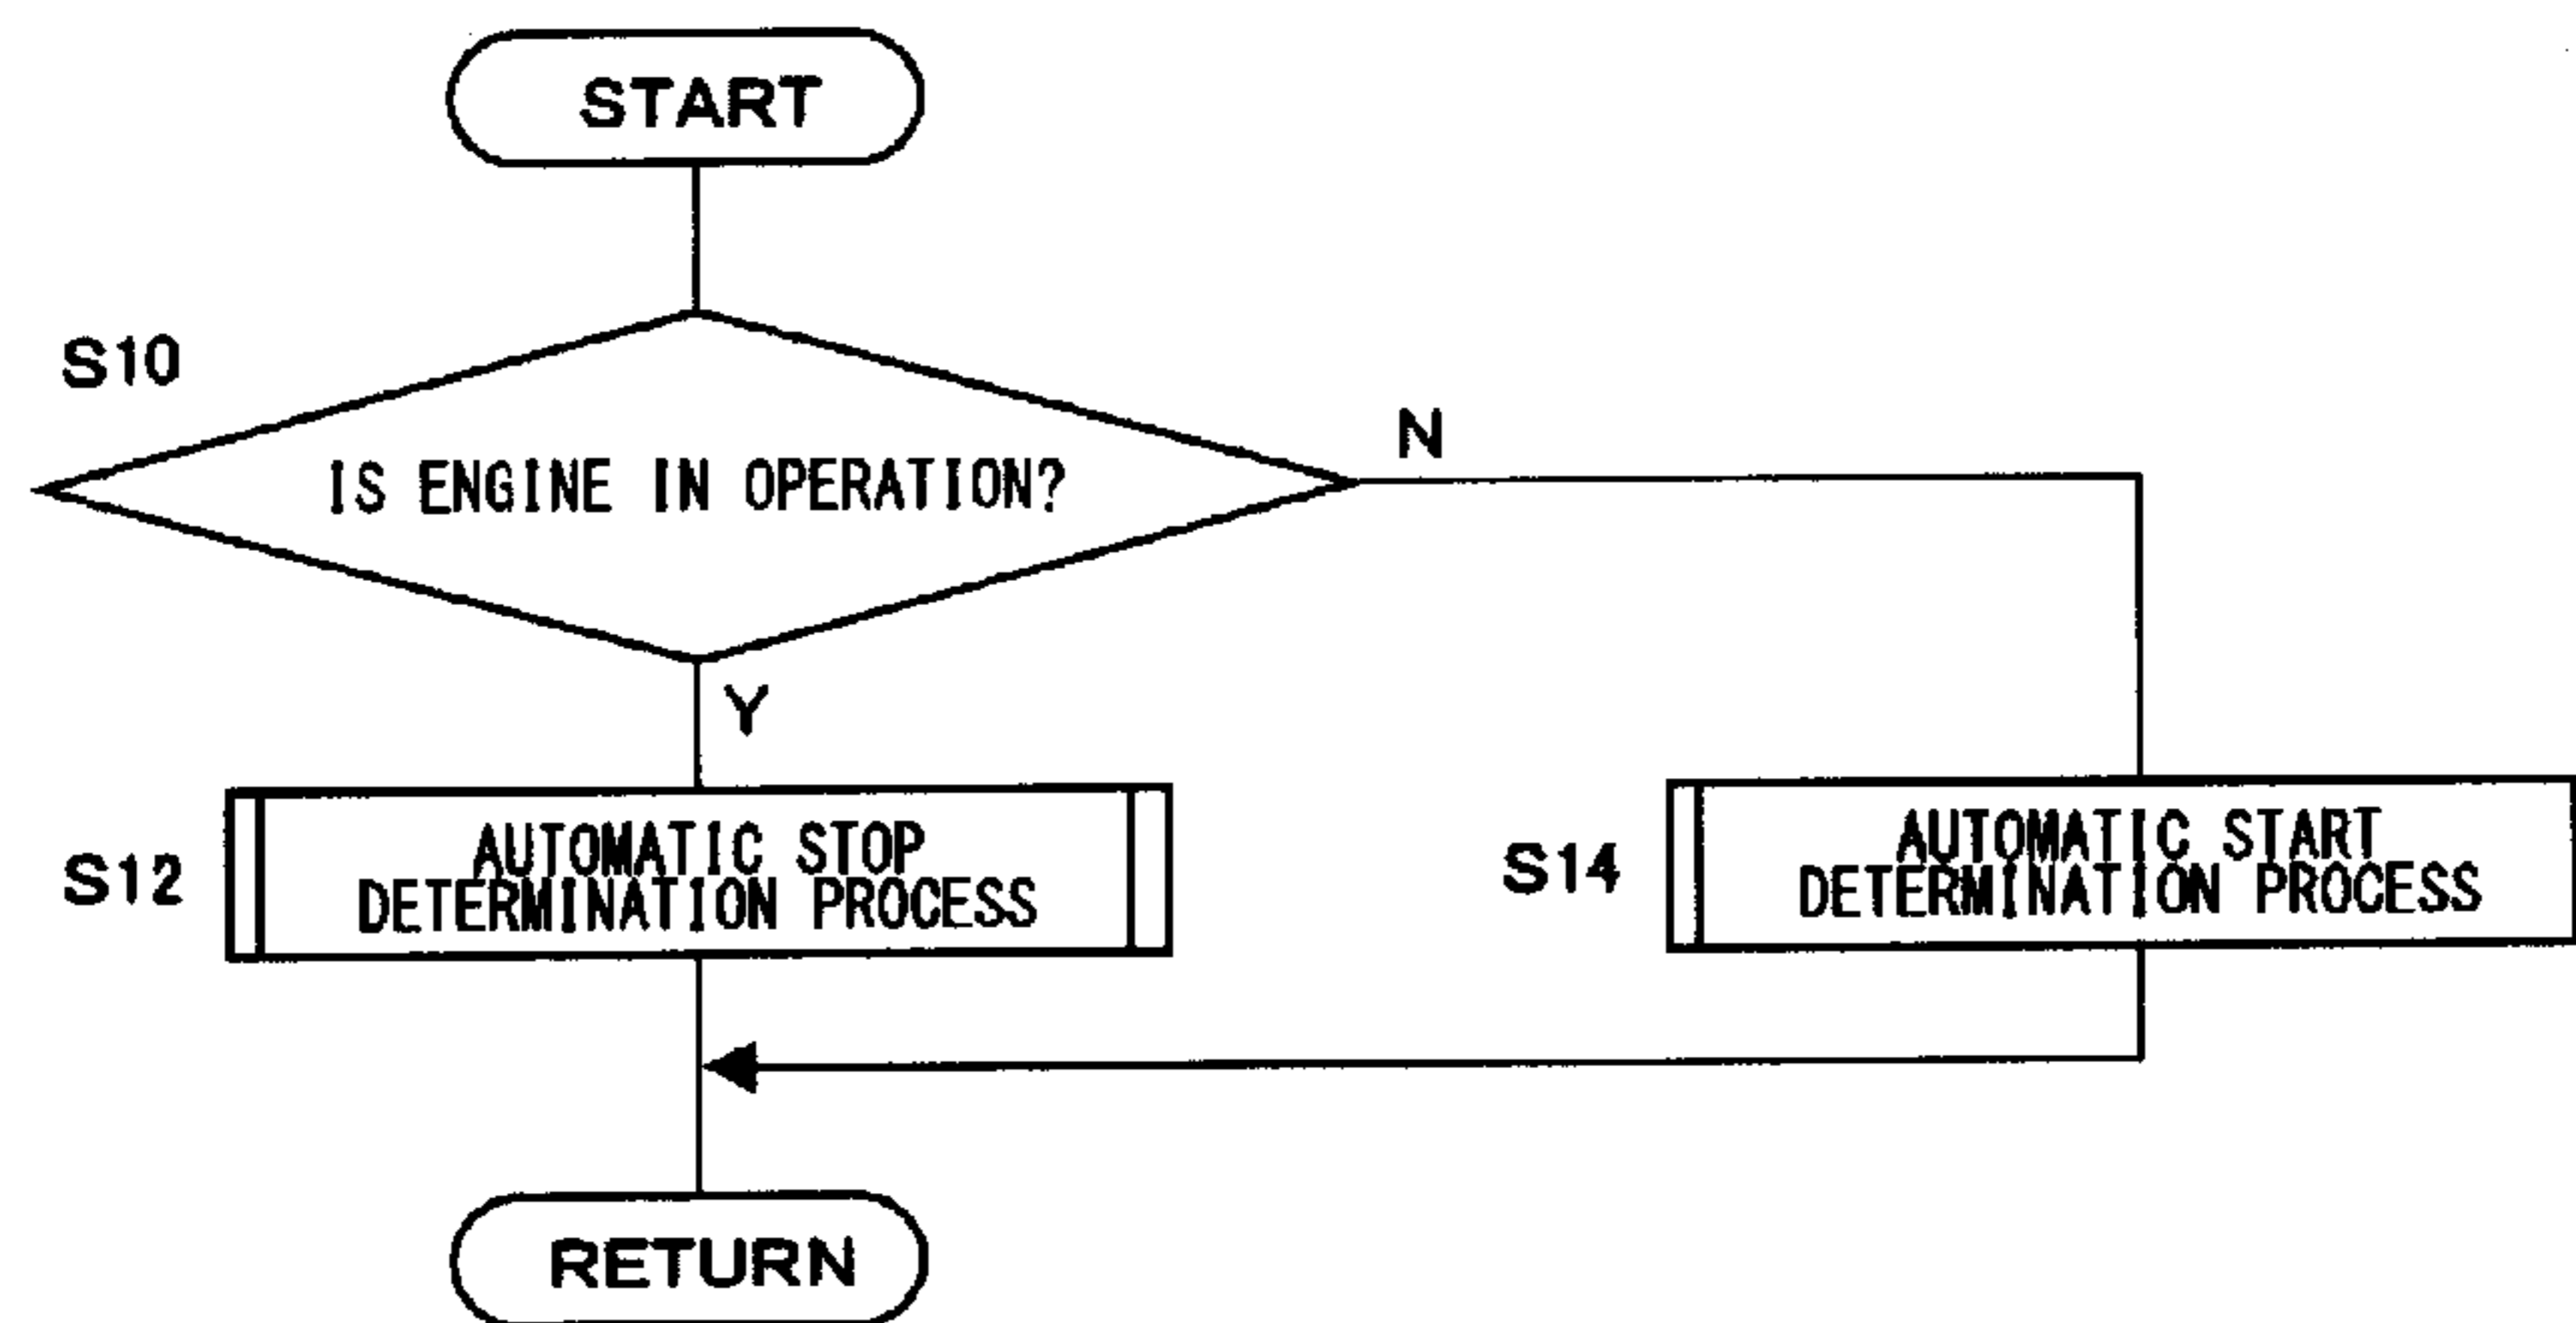 START
S10
IS ENGINE IN OPERATION?
N
Y
S12
AUTOMATIC STOP
DETERMINATION PROCESS
S14
AUTOMATIC START
DETERMINATION PROCESS
RETURN